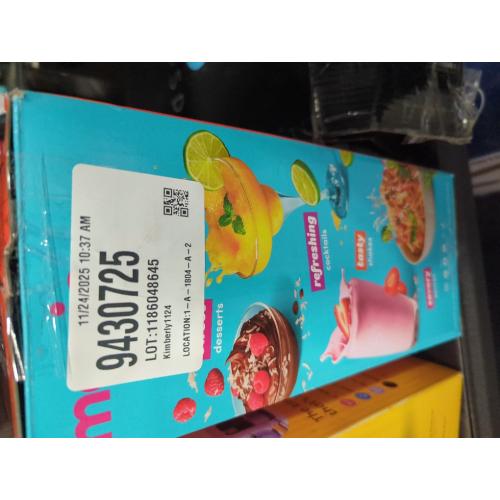 11/24/2025 10:37 AM
9430725
LOT:1186048645
Kimberly1124
LOCATION:1-A-1804-A-2
desserts
refreshing
cocktails
tasty
shakes
savory